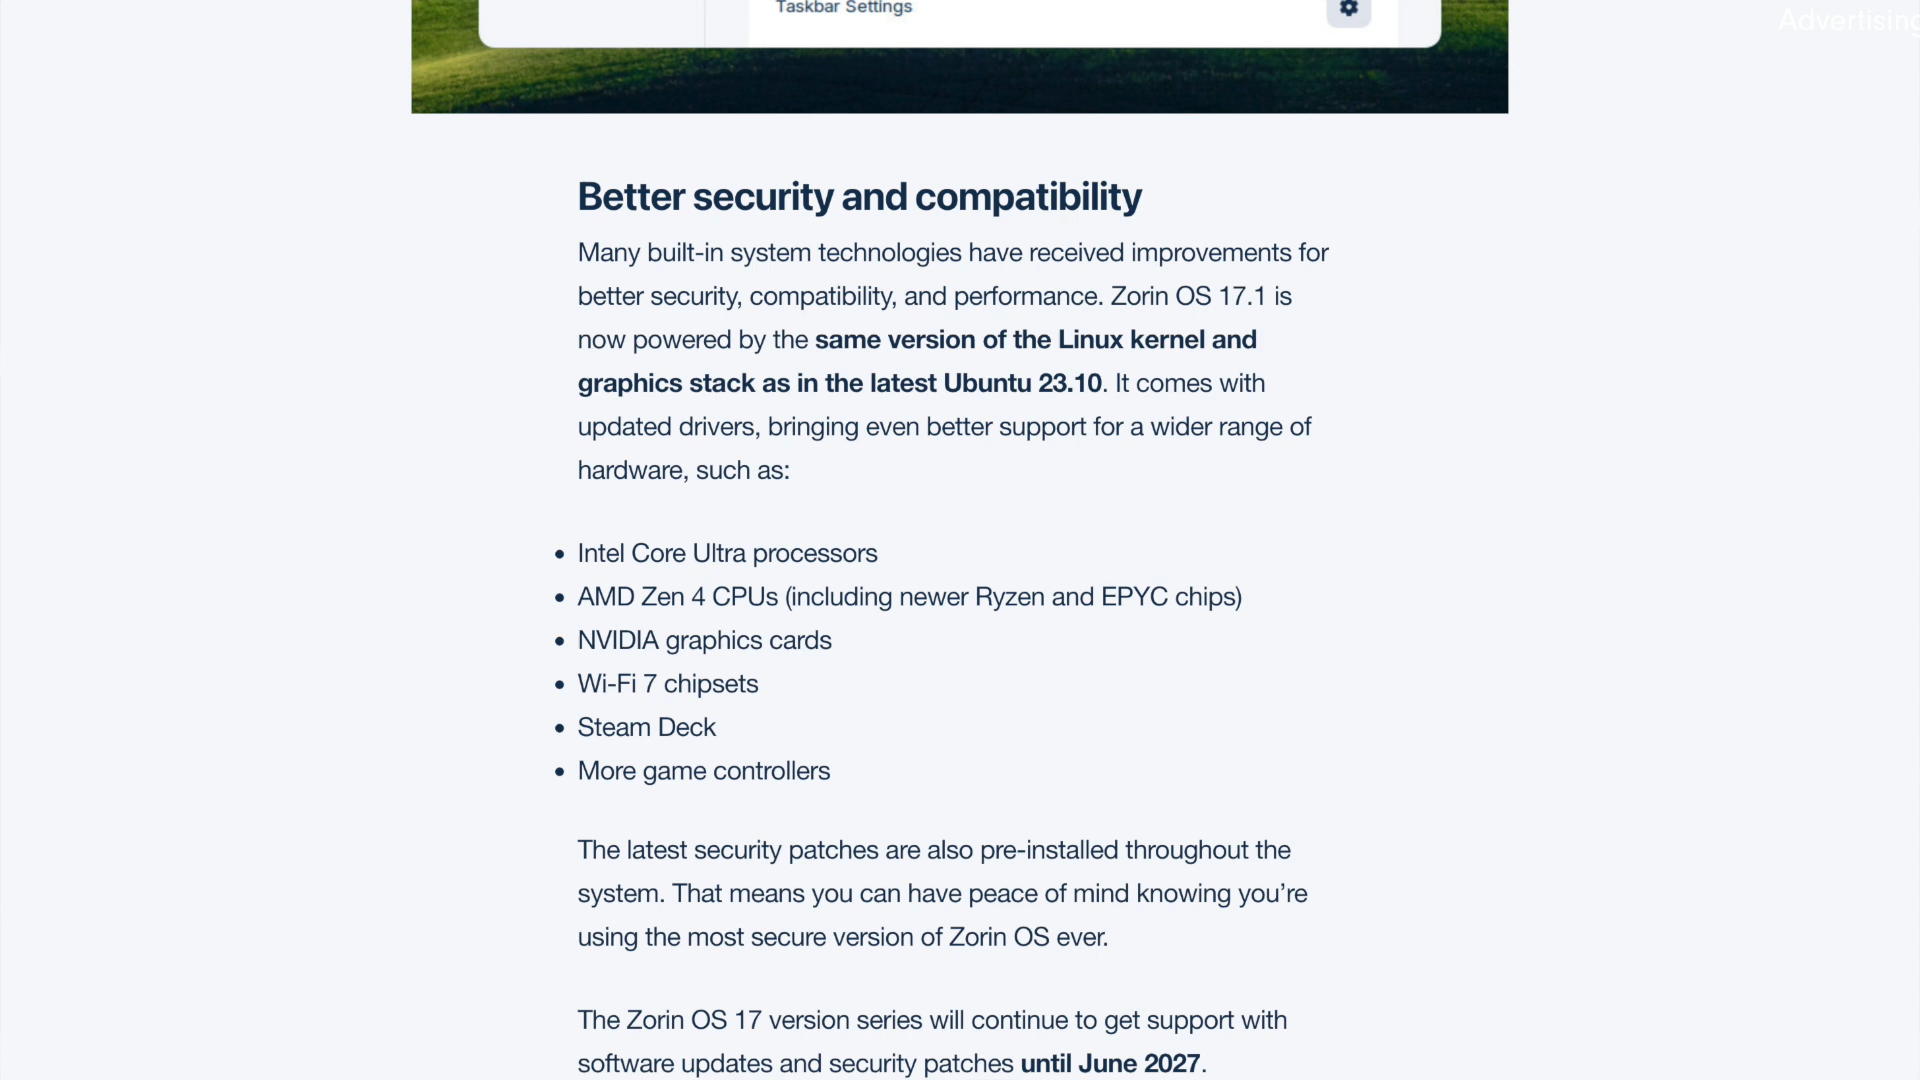 Taskbar Settings
Advertising
Better security and compatibility
Many built-in system technologies have received improvements for
better security, compatibility, and performance. Zorin OS 17.1 is
now powered by the same version of the Linux kernel and
graphics stack as in the latest Ubuntu 23.10. It comes with
updated drivers, bringing even better support for a wider range of
hardware, such as:
• Intel Core Ultra processors
• AMD Zen 4 CPUs (including newer Ryzen and EPYC chips)
• NVIDIA graphics cards
• Wi-Fi 7 chipsets
• Steam Deck
• More game controllers
The latest security patches are also pre-installed throughout the
system. That means you can have peace of mind knowing you’re
using the most secure version of Zorin OS ever.
The Zorin OS 17 version series will continue to get support with
software updates and security patches until June 2027.